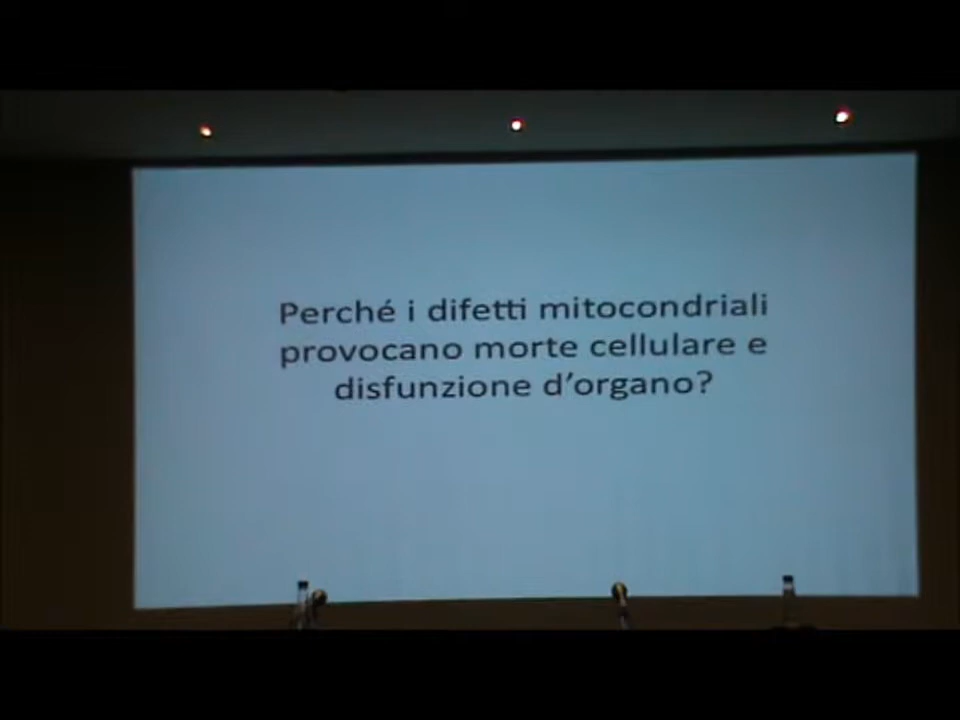 Perché i difetti mitocondriali
provocano morte cellulare e
disfunzione d’organo?